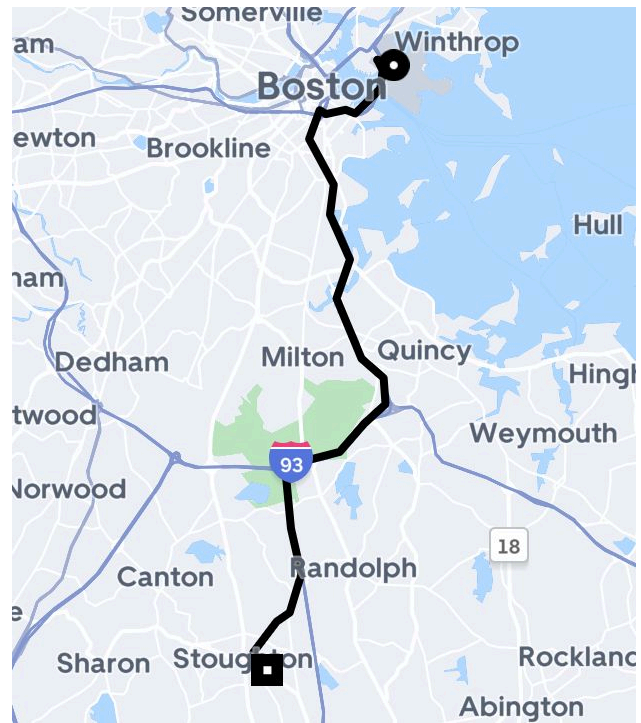 Somerville
am
Winthrop
Boston
ewton
Brookline
Hull
ham
Dedham
Milton
Quincy
Hingh
twood
Weymouth
93
Norwood
18
Canton
Randolph
e
Sharon
Stoughton
Rockland
Abington